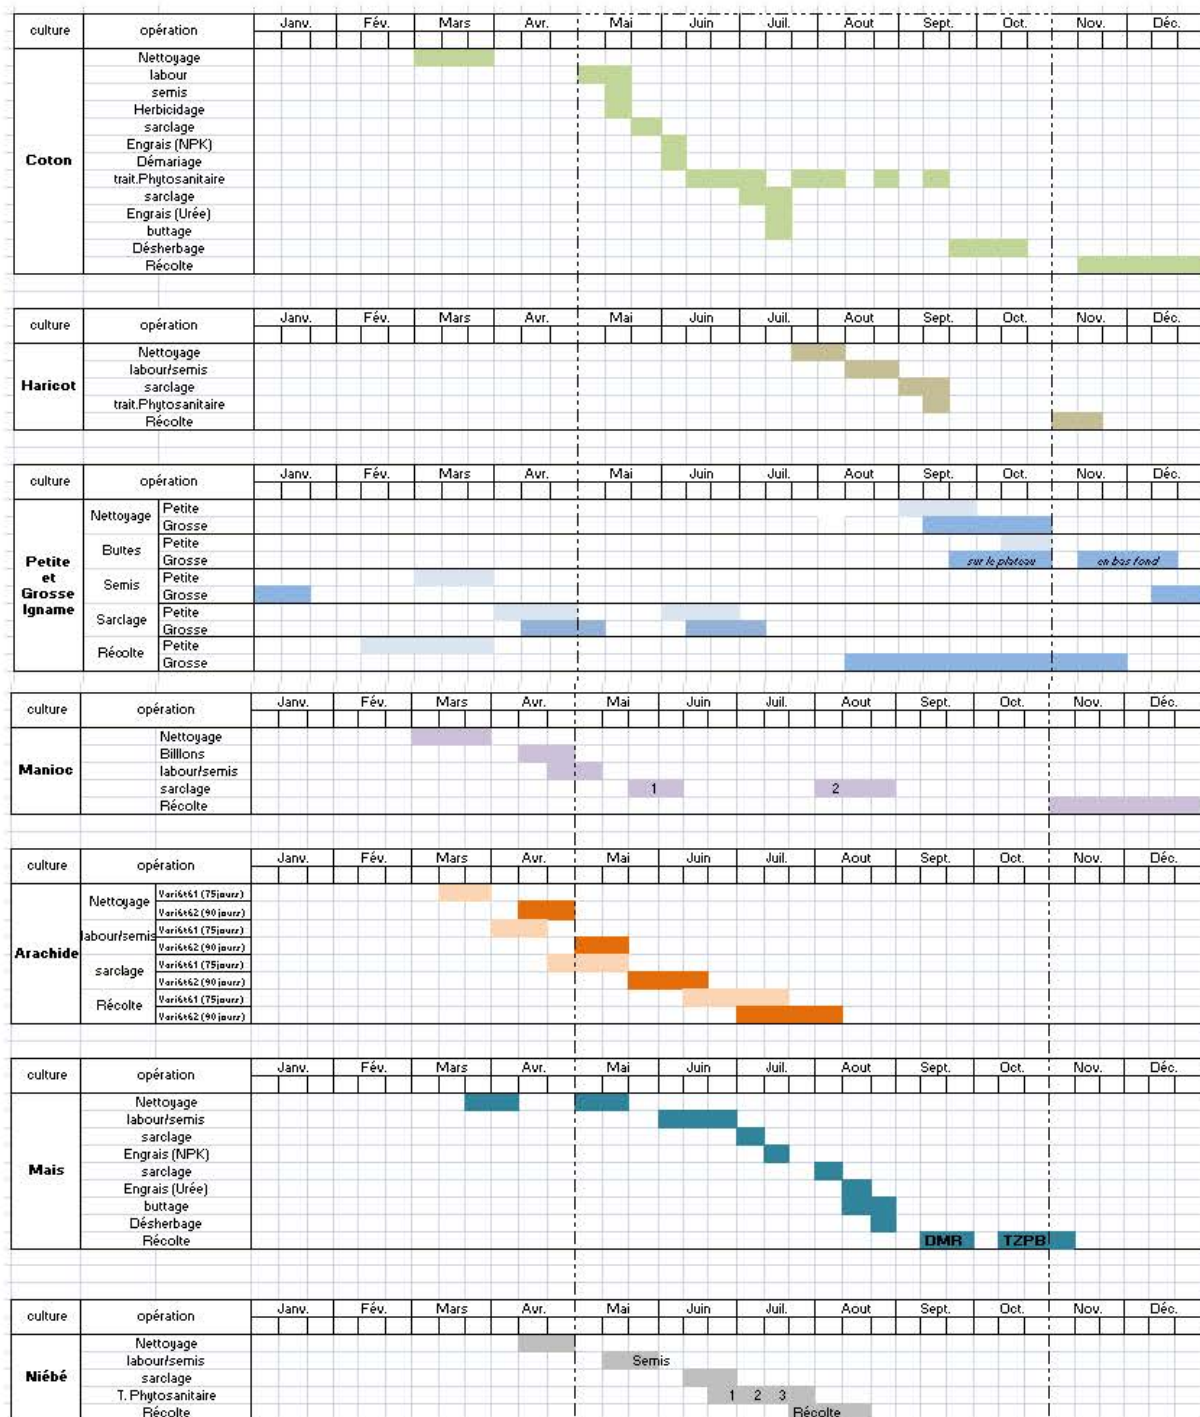 culture opération Janv. Fév. Mars Avr. Mai Juin Juil. Aout Sept. Oct. Nov. Déc.
Coton
Nettoyage
labour
semis
Herbicidage
sarclage
Engrais (NPK)
Démariage
trait.Phytosanitaire
sarclage
Engrais (Urée)
buttage
Désherbage
Récolte
culture opération Janv. Fév. Mars Avr. Mai Juin Juil. Aout Sept. Oct. Nov. Déc.
Haricot
Nettoyage
labour/semis
sarclage
trait.Phytosanitaire
Récolte
culture opération Janv. Fév. Mars Avr. Mai Juin Juil. Aout Sept. Oct. Nov. Déc.
Petite
et
Grosse
Igname
Nettoyage Petite
Grosse
Buttes Petite
Grosse sur le plateau en bas fond
Semis Petite
Grosse
Sarclage Petite
Grosse
Récolte Petite
Grosse
culture opération Janv. Fév. Mars Avr. Mai Juin Juil. Aout Sept. Oct. Nov. Déc.
Manioc
Nettoyage
Billlons
labour/semis
sarclage 1 2
Récolte
culture opération Janv. Fév. Mars Avr. Mai Juin Juil. Aout Sept. Oct. Nov. Déc.
Arachide
Nettoyage Variété1 (75jours)
Variété2 (90jours)
labour/semis Variété1 (75jours)
Variété2 (90jours)
sarclage Variété1 (75jours)
Variété2 (90jours)
Récolte Variété1 (75jours)
Variété2 (90jours)
culture opération Janv. Fév. Mars Avr. Mai Juin Juil. Aout Sept. Oct. Nov. Déc.
Mais
Nettoyage
labour/semis
sarclage
Engrais (NPK)
sarclage
Engrais (Urée)
buttage
Désherbage
Récolte DMR TZPB
culture opération Janv. Fév. Mars Avr. Mai Juin Juil. Aout Sept. Oct. Nov. Déc.
Niébé
Nettoyage
labour/semis Semis
sarclage
T. Phytosanitaire 1 2 3
Récolte Récolte